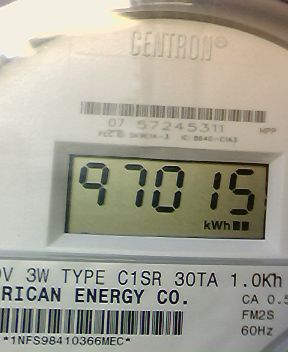 CENTRON®
07 57245311 NPP
97015
kWh
V 3W TYPE C1SR 30TA 1.0Kh
RICAN ENERGY CO.
CA 0.5
FM2S
60Hz
*1NFS98410366MEC*